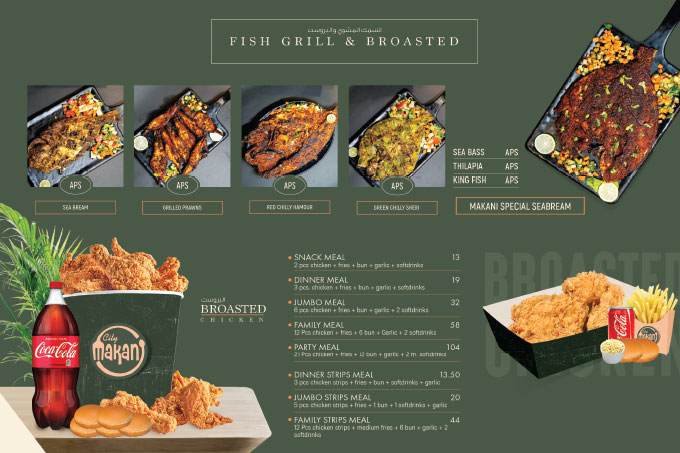 السمك المشوي والبروست
FISH GRILL & BROASTED
APS
APS
APS
APS
SEA BREAM
GRILLED PRAWNS
RED CHILLY HAMOUR
GREEN CHILLY SHERI
SEA BASS APS
THILAPIA APS
KING FISH APS
MAKANI SPECIAL SEABREAM
البروست
BROASTED
CHICKEN
SNACK MEAL 13
2 pcs chicken + fries + bun + garlic + softdrinks
DINNER MEAL 19
3 pcs. chicken + fries + bun + garlic + softdrinks
JUMBO MEAL 32
6 pcs chicken + fries + bun + garlic + 2 softdrinks
FAMILY MEAL 58
12 Pcs chicken + fries + 6 bun + Garlic + 2 softdrinks
PARTY MEAL 104
21 Pcs chicken + fries + 12 bun + garlic + 2 m. softdrinks
DINNER STRIPS MEAL 13.50
3 pcs chicken strips + fries + bun + softdrinks + garlic
JUMBO STRIPS MEAL 20
5 pcs chicken strips + fries + 1 bun + 1 softdrinks + garlic
FAMILY STRIPS MEAL 44
12 Pcs chicken strips + medium fries + 6 bun + garlic + 2
softdrinks
City
makani
Coca-Cola
BROASTED
CHICKEN
Coca-Cola
makani